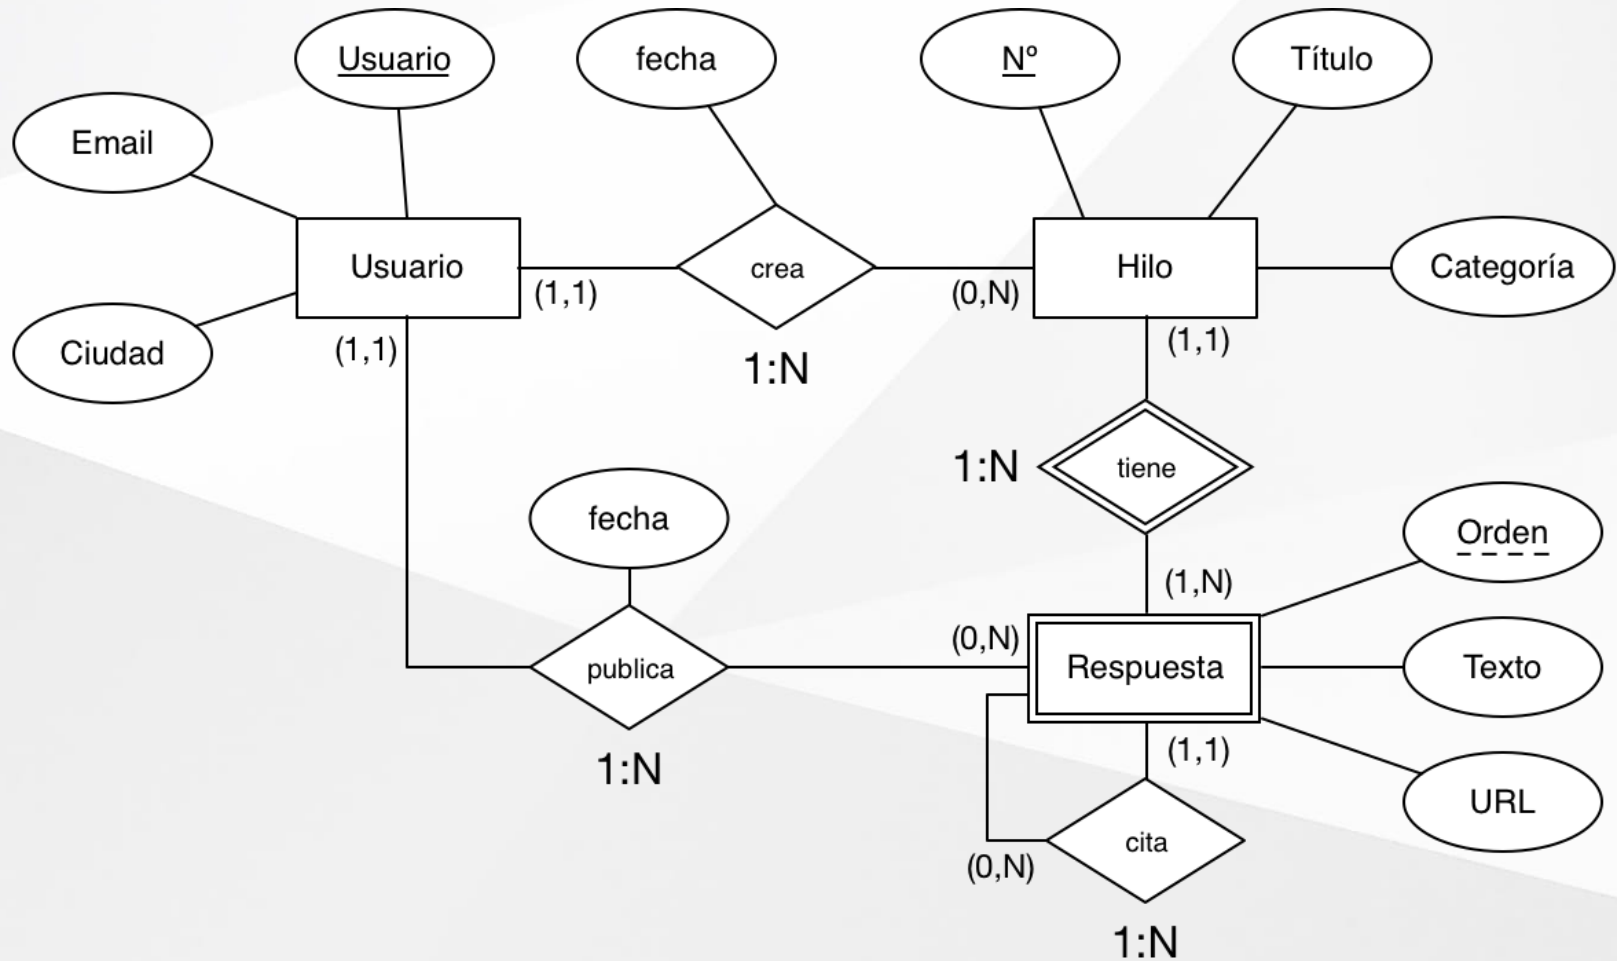 Usuario
fecha
Nº
Título
Email
Usuario
(1,1)
crea
(0,N)
Hilo
Categoría
Ciudad
(1,1)
1:N
(1,1)
1:N
tiene
fecha
Orden
(1,N)
(0,N)
publica
Respuesta
Texto
1:N
(1,1)
URL
(0,N)
cita
1:N